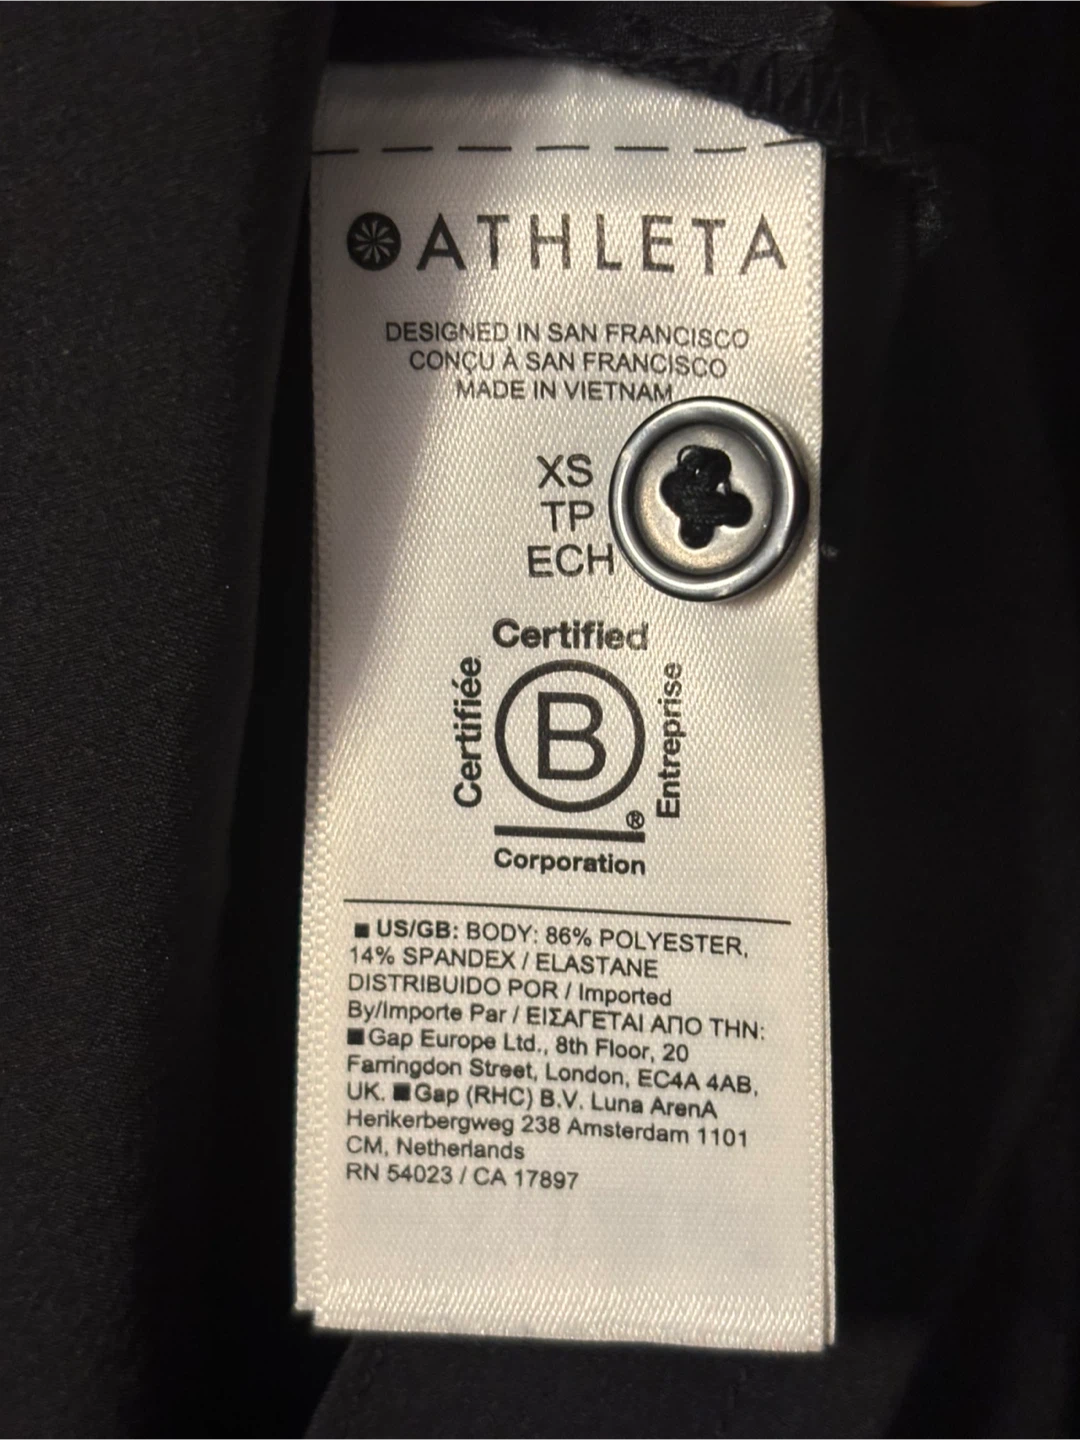 ATHLETA
DESIGNED IN SAN FRANCISCO
CONÇU À SAN FRANCISCO
MADE IN VIETNAM
XS
TP
ECH
Certified
Certifiée
B
Entreprise
®
Corporation
■ US/GB: BODY: 86% POLYESTER,
14% SPANDEX / ELASTANE
DISTRIBUIDO POR / Imported
By/Importe Par / ΕΙΣΑΓΕΤΑΙ ΑΠΟ ΤΗΝ:
■ Gap Europe Ltd., 8th Floor, 20
Farringdon Street, London, EC4A 4AB,
UK. ■ Gap (RHC) B.V. Luna ArenA
Herikerbergweg 238 Amsterdam 1101
CM, Netherlands
RN 54023 / CA 17897